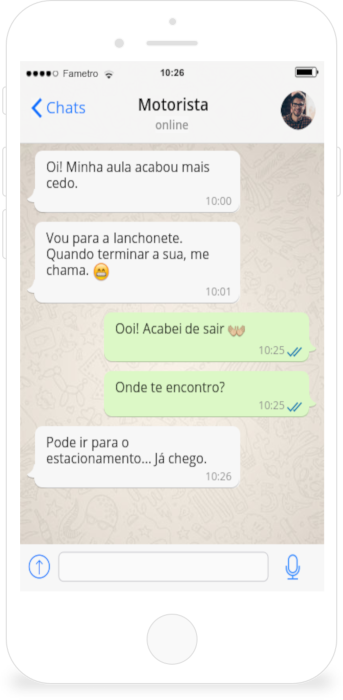 Fametro
10:26
Chats
Motorista
online
Oi! Minha aula acabou mais
cedo.
10:00
Vou para a lanchonete.
Quando terminar a sua, me
chama. 😁
10:01
Ooi! Acabei de sair 👐🏼
10:25
Onde te encontro?
10:25
Pode ir para o
estacionamento... Já chego.
10:26